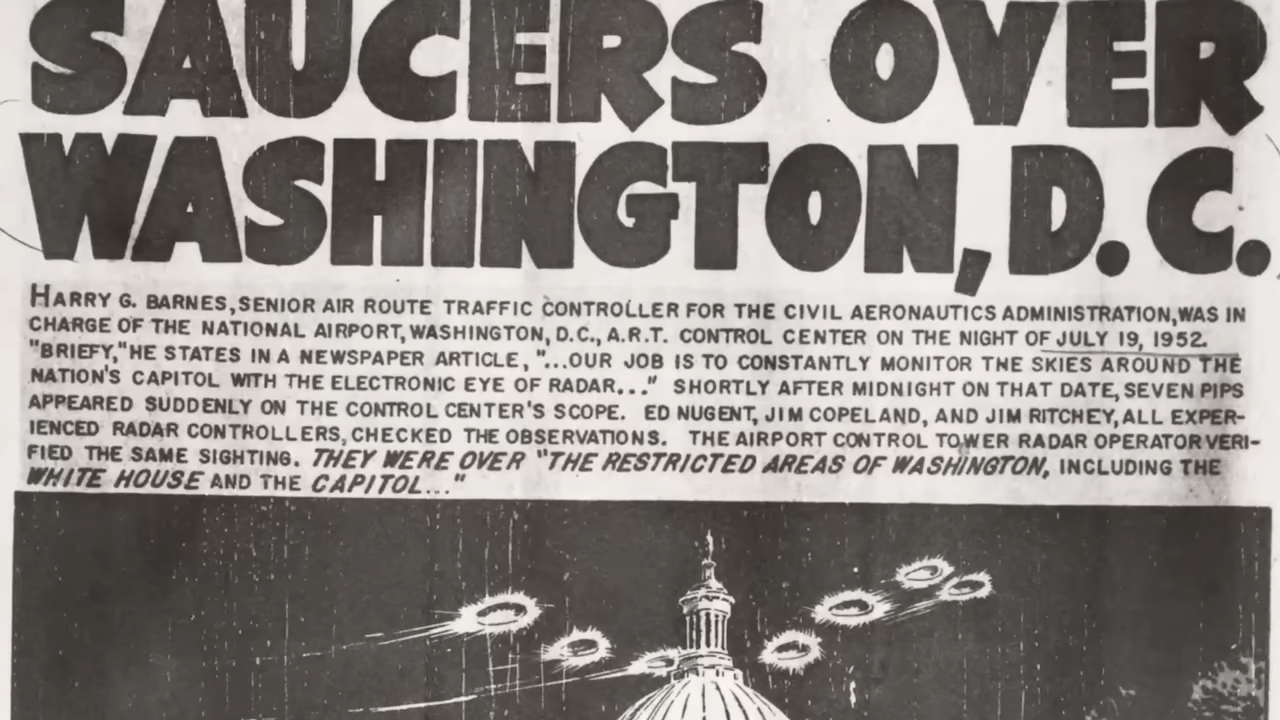 SAUCERS OVER
WASHINGTON, D.C.
HARRY G. BARNES, SENIOR AIR ROUTE TRAFFIC CONTROLLER FOR THE CIVIL AERONAUTICS ADMINISTRATION, WAS IN
CHARGE OF THE NATIONAL AIRPORT, WASHINGTON, D.C., A.R.T. CONTROL CENTER ON THE NIGHT OF JULY 19, 1952.
"BRIEFY," HE STATES IN A NEWSPAPER ARTICLE, "...OUR JOB IS TO CONSTANTLY MONITOR THE SKIES AROUND THE
NATION'S CAPITOL WITH THE ELECTRONIC EYE OF RADAR..." SHORTLY AFTER MIDNIGHT ON THAT DATE, SEVEN PIPS
APPEARED SUDDENLY ON THE CONTROL CENTER'S SCOPE. ED NUGENT, JIM COPELAND, AND JIM RITCHEY, ALL EXPER-
IENCED RADAR CONTROLLERS, CHECKED THE OBSERVATIONS. THE AIRPORT CONTROL TOWER RADAR OPERATOR VERI-
FIED THE SAME SIGHTING. THEY WERE OVER "THE RESTRICTED AREAS OF WASHINGTON, INCLUDING THE
WHITE HOUSE AND THE CAPITOL..."